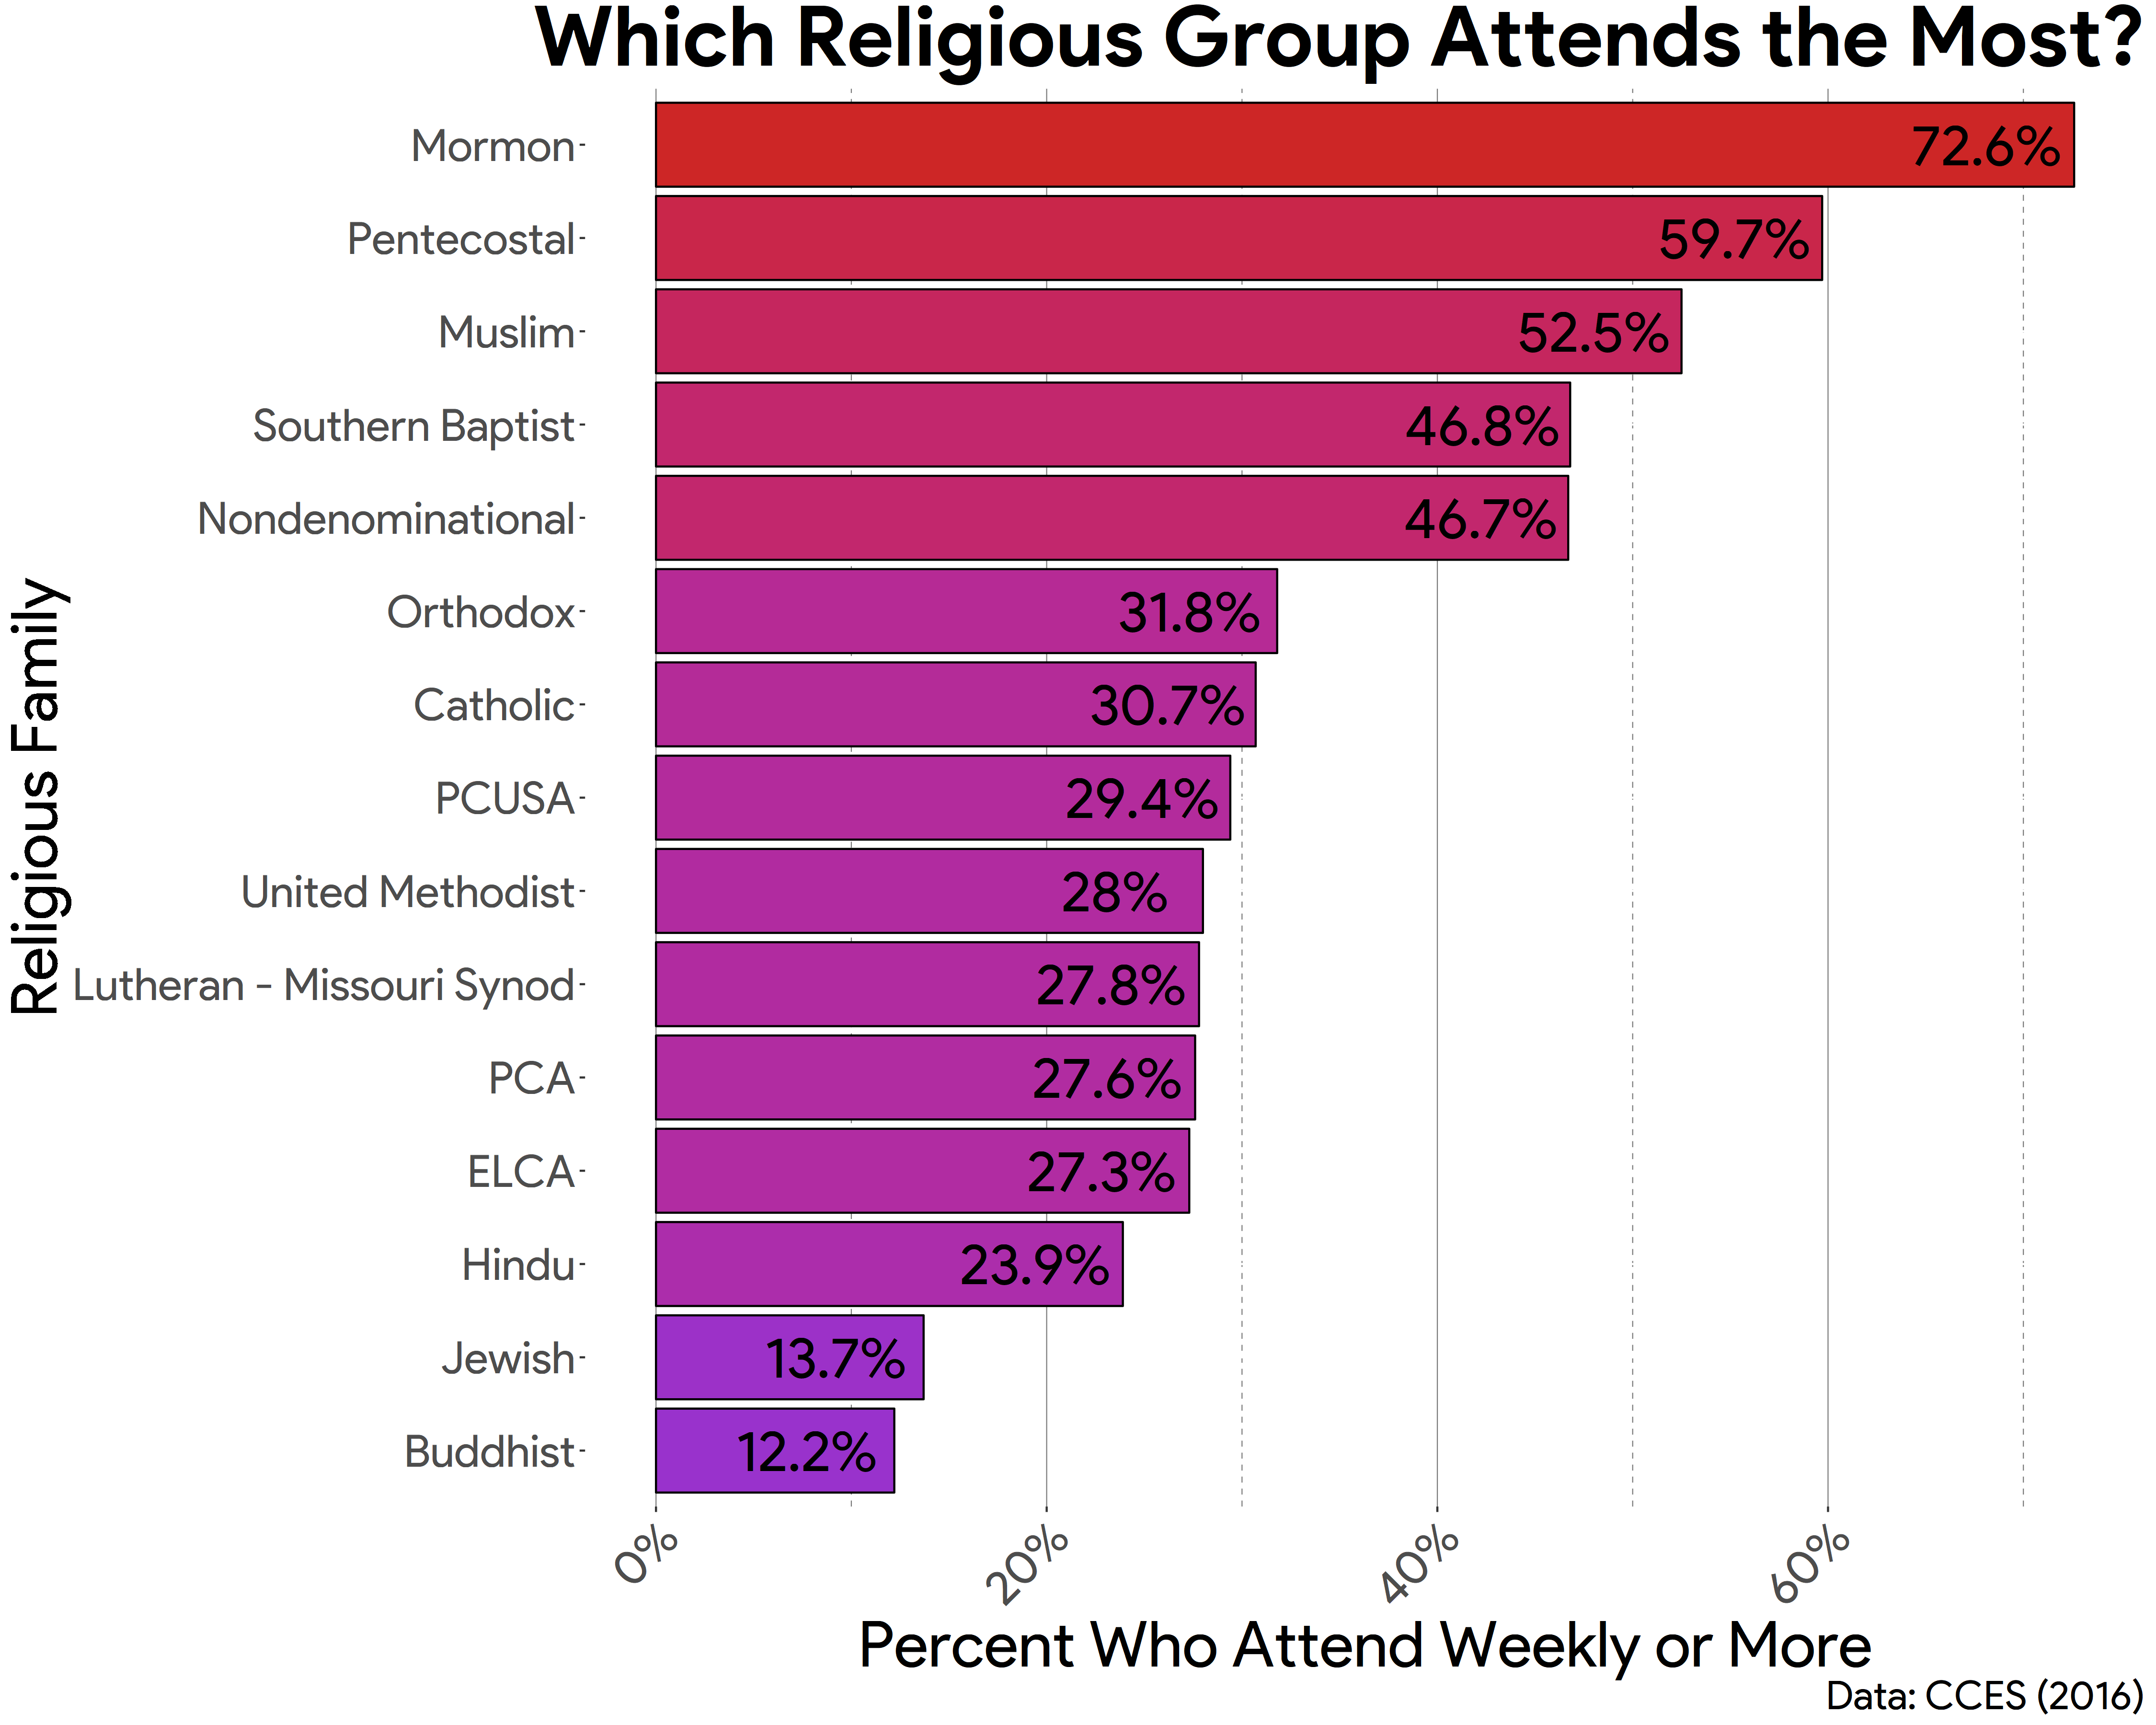 Which Religious Group Attends the Most?
Religious Family
Mormon 72.6%
Pentecostal 59.7%
Muslim 52.5%
Southern Baptist 46.8%
Nondenominational 46.7%
Orthodox 31.8%
Catholic 30.7%
PCUSA 29.4%
United Methodist 28%
Lutheran - Missouri Synod 27.8%
PCA 27.6%
ELCA 27.3%
Hindu 23.9%
Jewish 13.7%
Buddhist 12.2%
0% 20% 40% 60%
Percent Who Attend Weekly or More
Data: CCES (2016)